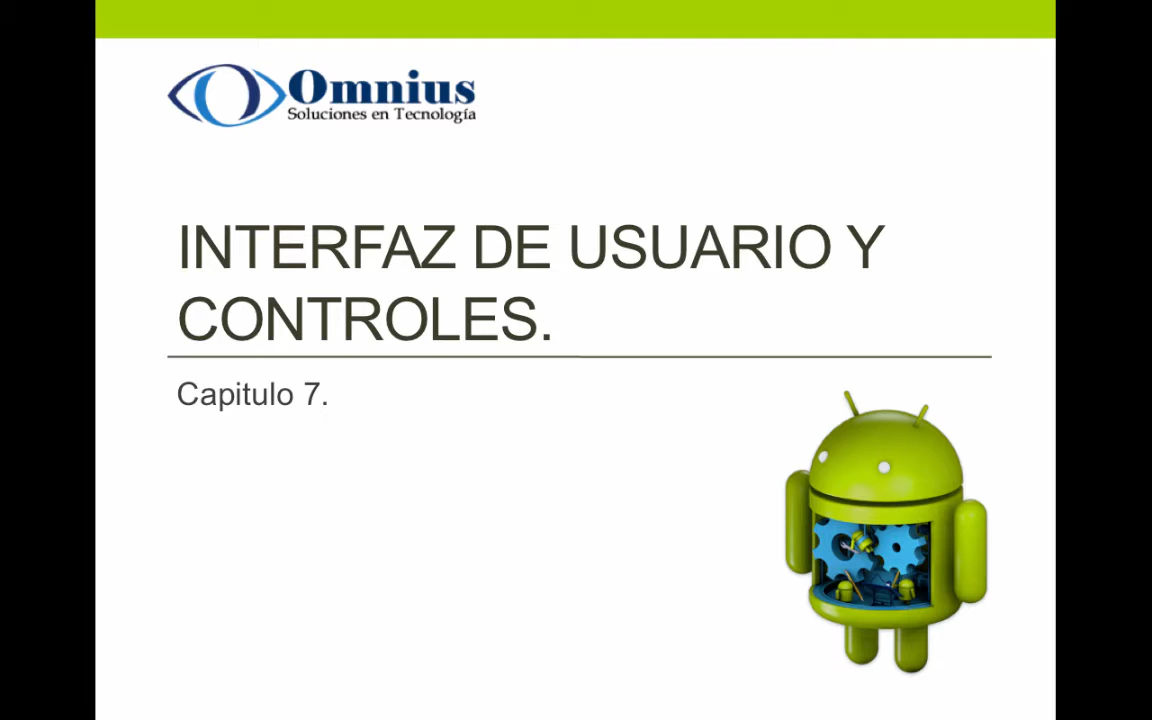 Omnius
Soluciones en Tecnología
INTERFAZ DE USUARIO Y
CONTROLES.
Capitulo 7.